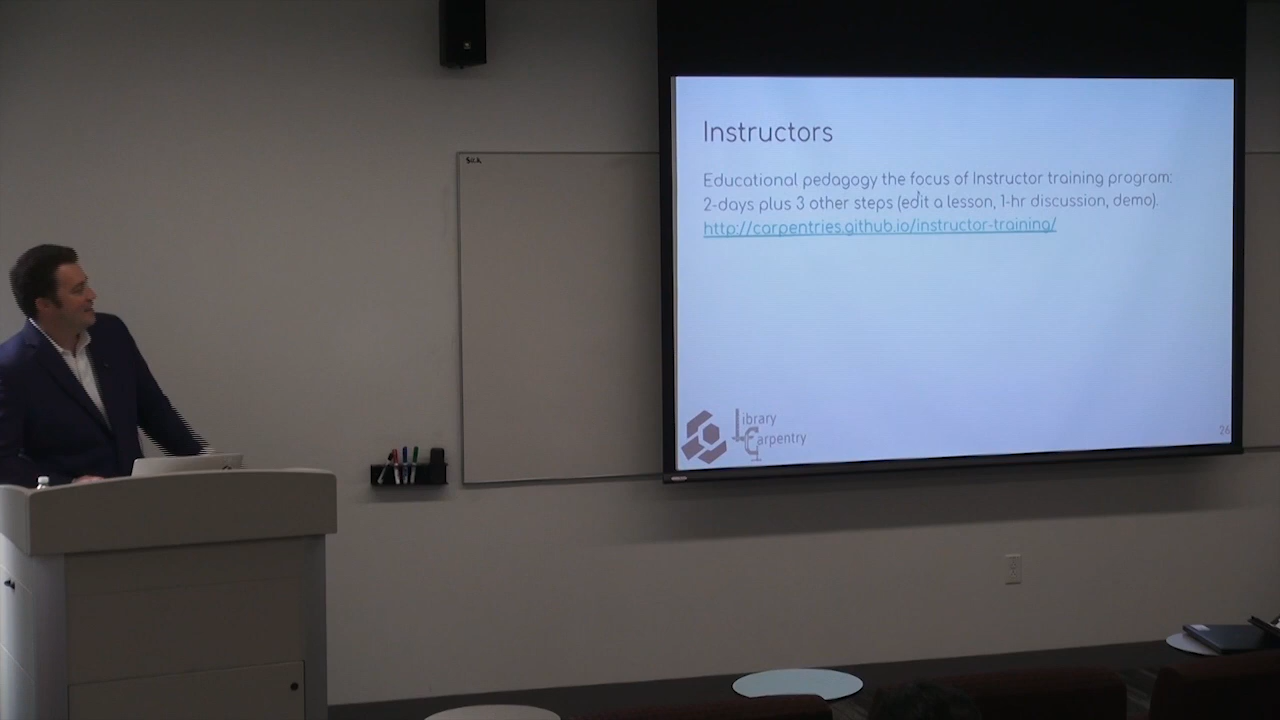 Instructors
Educational pedagogy the focus of Instructor training program:
2-days plus 3 other steps (edit a lesson, 1-hr discussion, demo).
http://carpentries.github.io/instructor-training/
Library
Carpentry
26